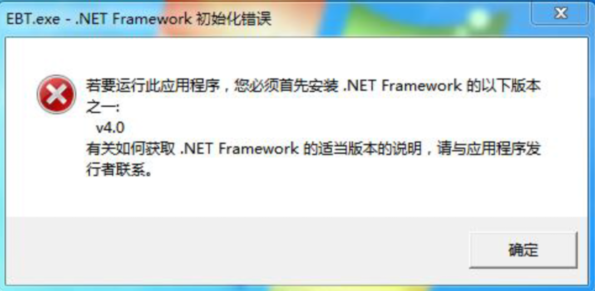 EBT.exe - .NET Framework 初始化错误
若要运行此应用程序，您必须首先安装 .NET Framework 的以下版本
之一:
v4.0
有关如何获取 .NET Framework 的适当版本的说明，请与应用程序发
行者联系。
确定